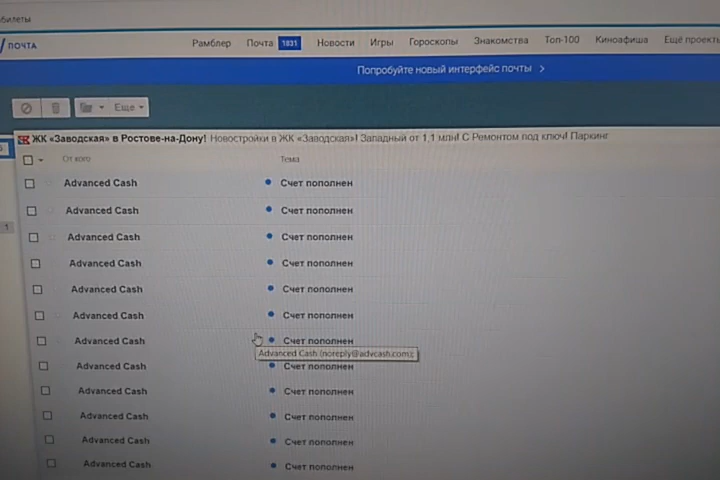 билеты
ПОЧТА Рамблер Почта 1831 Новости Игры Гороскопы Знакомства Топ-100 Киноафиша Ещё проекты
Попробуйте новый интерфейс почты
Еще
ЖК «Заводская» в Ростове-на-Дону! Новостройки в ЖК «Заводская»! Западный от 1,1 млн! С Ремонтом под ключ! Паркинг
От кого Тема
Advanced Cash Счет пополнен
Advanced Cash Счет пополнен
1
Advanced Cash Счет пополнен
Advanced Cash Счет пополнен
Advanced Cash Счет пополнен
Advanced Cash Счет пополнен
Advanced Cash Счет пополнен
Advanced Cash (noreply@advcash.com);
Advanced Cash Счет пополнен
Advanced Cash Счет пополнен
Advanced Cash Счет пополнен
Advanced Cash Счет пополнен
Advanced Cash Счет пополнен